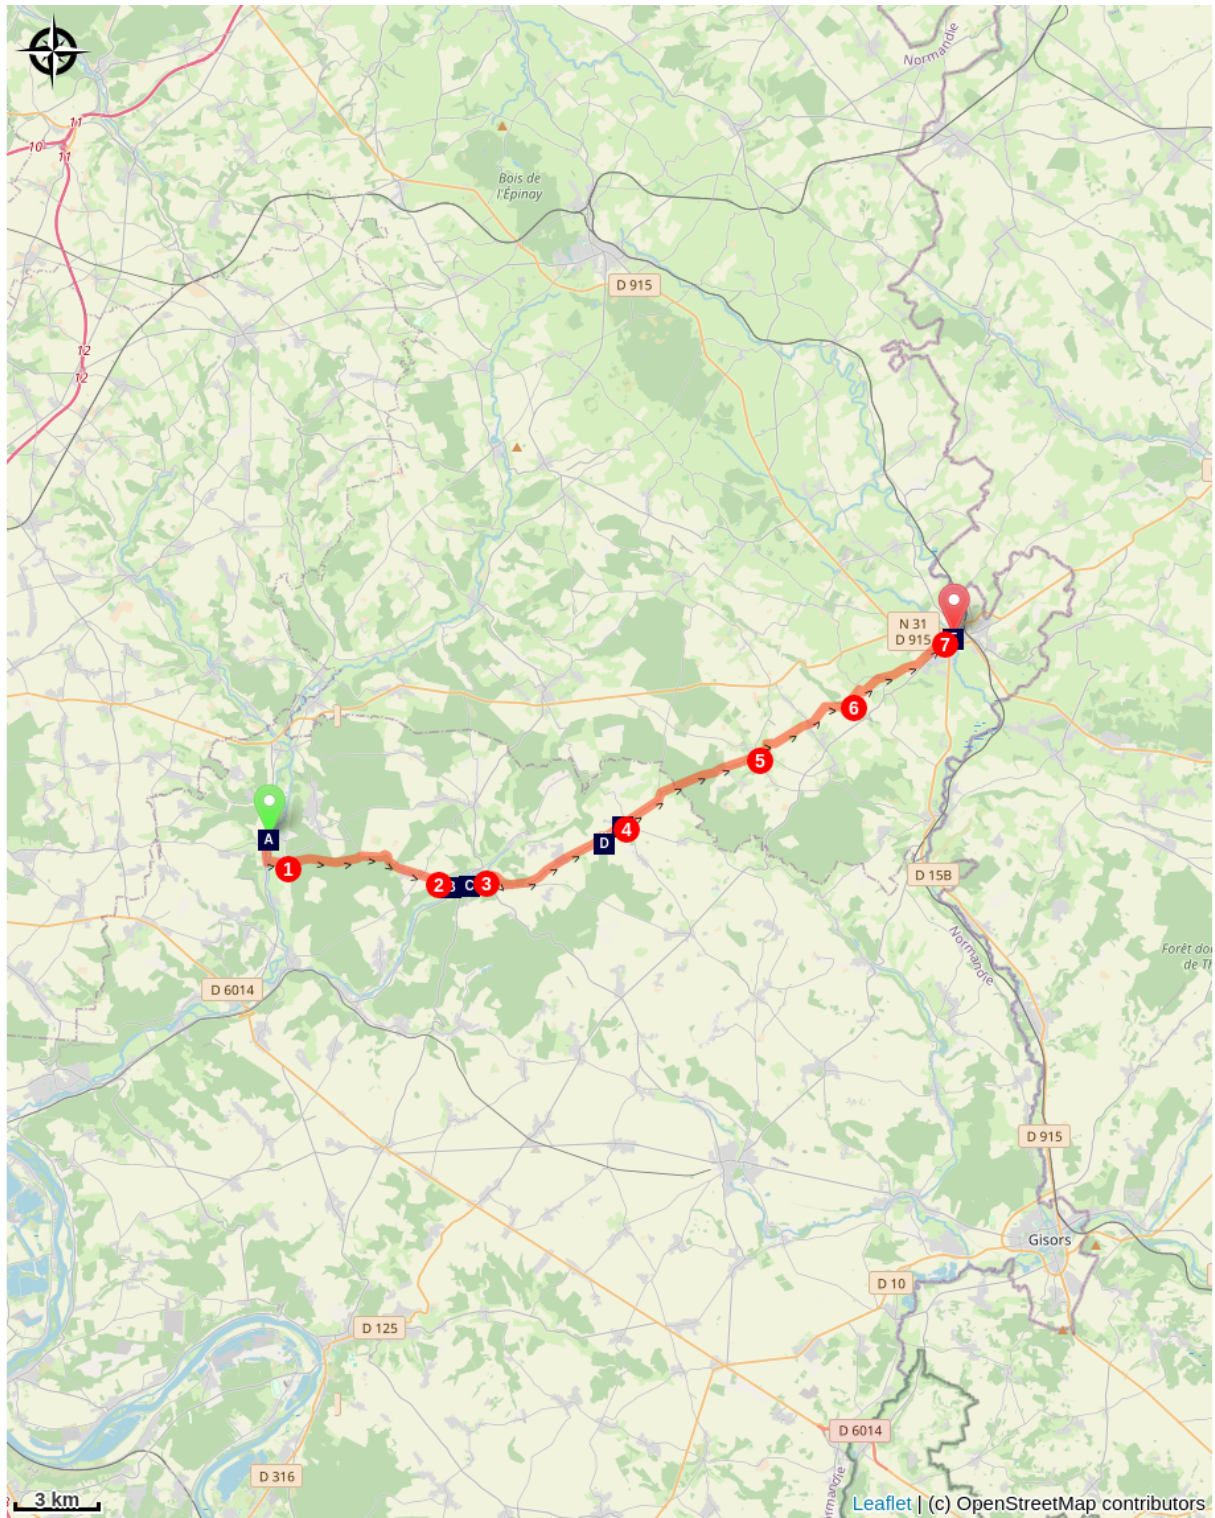 Normandie
11
10
11
Bois de
l'Épinay
D 915
12
12
N 31
D 915
7
6
5
A
4
D
1
2
C
3
D 15B
Normandie
Forêt do
de Th
D 6014
D 915
Gisors
D 10
D 125
D 6014
D 316
3 km
Leaflet | (c) OpenStreetMap contributors